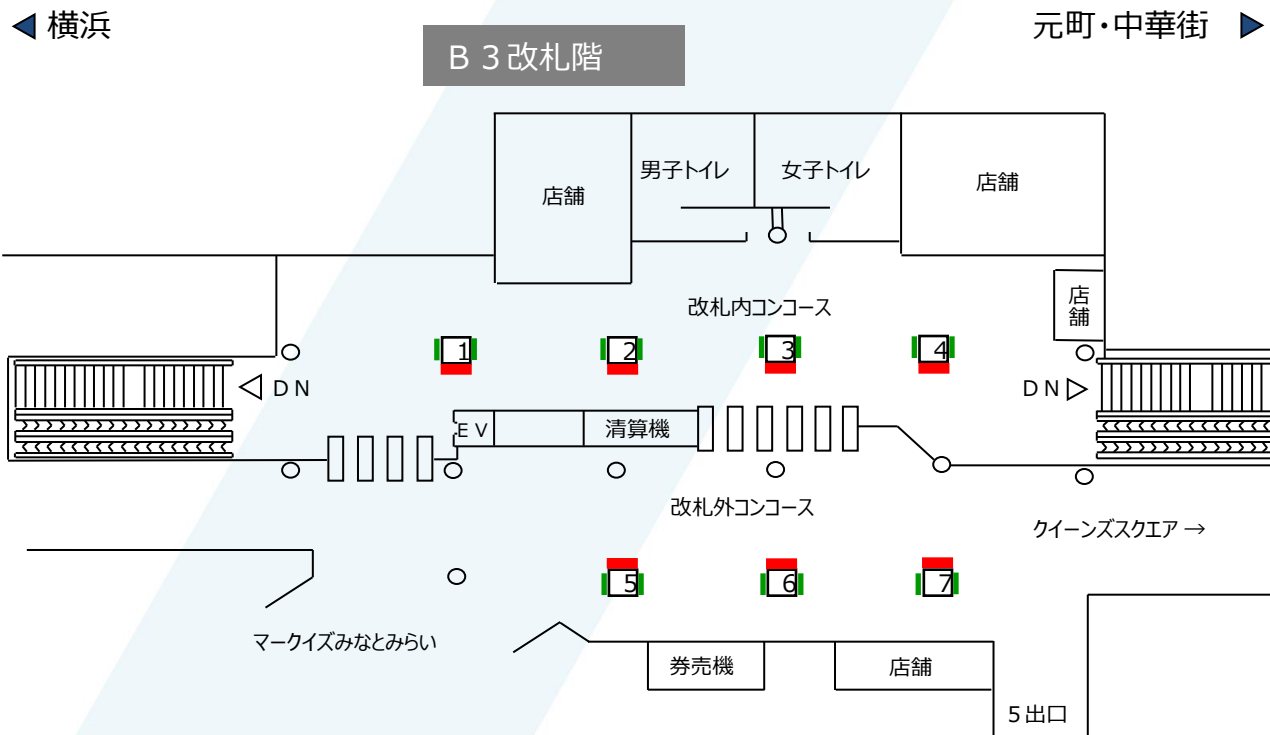 横浜
元町・中華街
B3改札階
店舗
男子トイレ
女子トイレ
店舗
店舗
改札内コンコース
1
2
3
4
DN
DN
EV
清算機
改札外コンコース
クイーンズスクエア →
5
6
7
マークイズみなとみらい
券売機
店舗
5出口